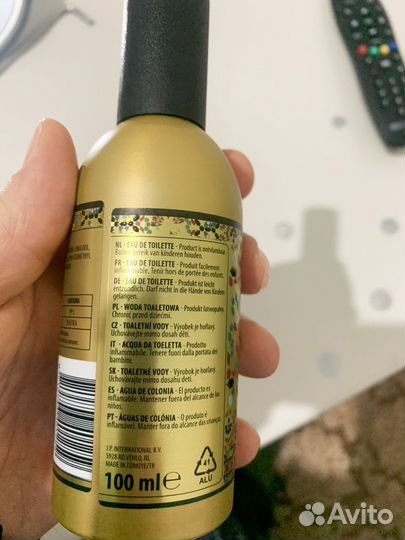 NL - EAU DE TOILETTE - Product is ontvlambaar.
Buiten bereik van kinderen houden.
FR - EAU DE TOILETTE - Produit facilement
inflammable. Tenir hors de portée des enfants.
DE - EAU DE TOILETTE - Produkt ist leicht
entzündlich. Darf nicht in die Hände von Kindern
gelangen.
PL - WODA TOALETOWA - Produkt łatwopalny.
Chronić przed dziećmi.
CZ - TOALETNÍ VODY - Výrobek je hořlavý.
Uchovávejte mimo dosah dětí.
IT - ACQUA DA TOELETTA - Prodotto
infiammabile. Tenere fuori dalla portata dei
bambini.
SK - TOALETNÉ VODY - Výrobok je horľavý.
Uchovávajte mimo dosahu detí.
ES - AGUA DE COLONIA - El producto es
inflamable. Mantener fuera del alcance de los
niños.
PT - ÁGUAS DE COLÓNIA - O produto é
inflamável. Manter fora do alcance das crianças.
J.P. INTERNATIONAL B.V.
5928 RD VENLO, NL
MADE IN TÜRKIYE/TR
100 ml e
41
ALU
Avito